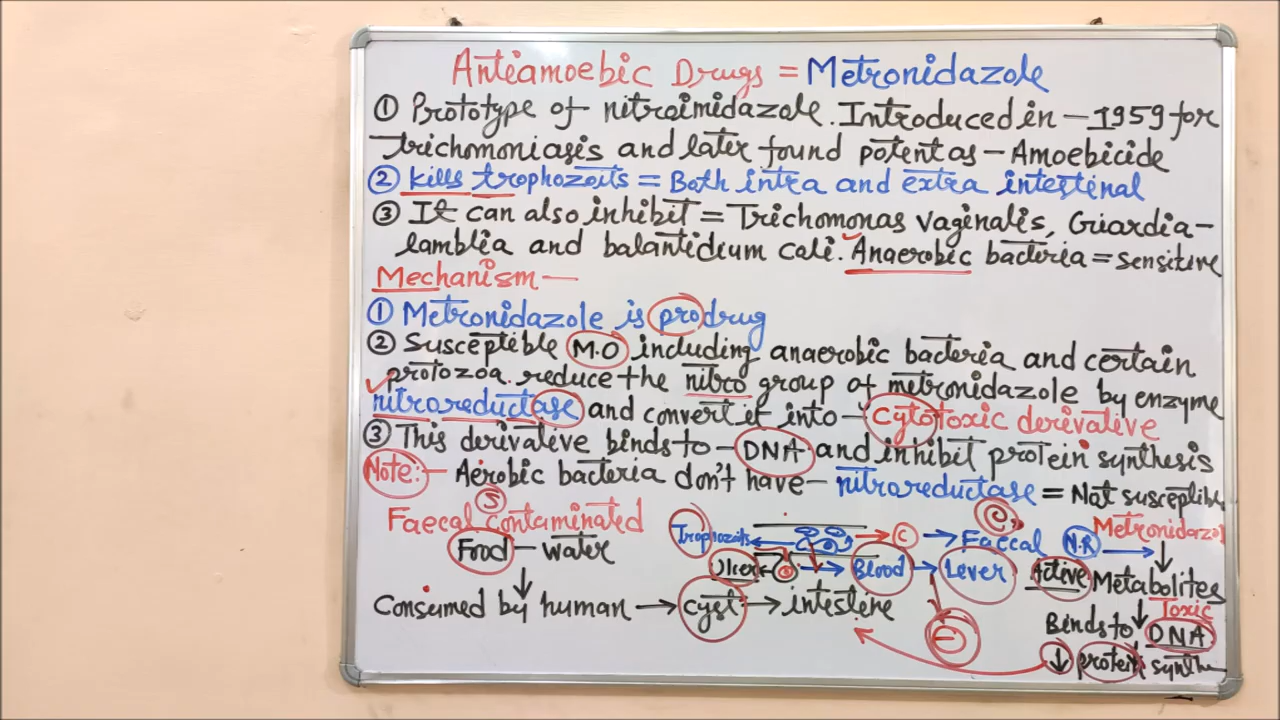 Antiamoebic Drugs = Metronidazole
① Prototype of nitroimidazole. Introduced in – 1959 for
trichomoniasis and later found potent as – Amoebicide
② Kills trophozoits = Both intra and extra intestinal
③ It can also inhibit = Trichomonas vaginalis, Giardia-
lamblia and balantidium coli. Anaerobic bacteria = sensitive
Mechanism —
① Metronidazole is prodrug
② Susceptible M.O including anaerobic bacteria and certain
protozoa. reduce the nitro group of metronidazole by enzyme
nitroreductase and convert it into – Cytotoxic derivative
③ This derivative binds to – DNA and inhibit protein synthesis
Note: – Aerobic bacteria don't have – nitroreductase = Not susceptible
Faecal contaminated
Food – water
↓
Consumed by human → cyst → intestine
Trophozoits ← → C → Faecal
Ulcer ← → Blood → Lever
Metronidazol
N.R → ↓
Active Metabolites
Toxic
↓
Binds to DNA
↓ protein synthe